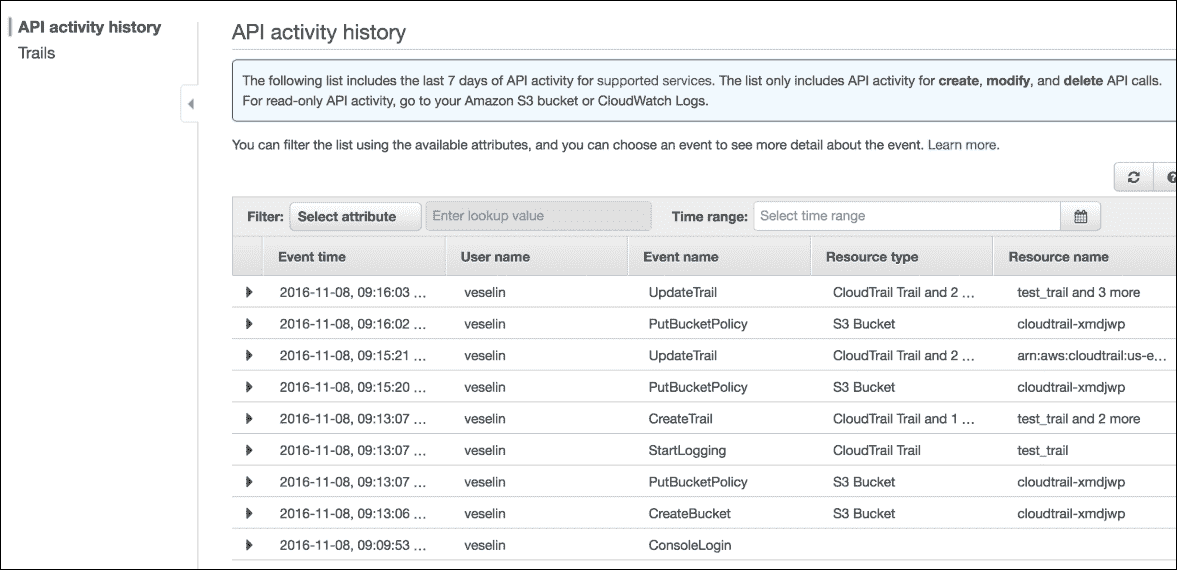 API activity history
Trails
API activity history
The following list includes the last 7 days of API activity for supported services. The list only includes API activity for create, modify, and delete API calls.
For read-only API activity, go to your Amazon S3 bucket or CloudWatch Logs.
You can filter the list using the available attributes, and you can choose an event to see more detail about the event. Learn more.
Filter: Select attribute Enter lookup value Time range: Select time range
Event time User name Event name Resource type Resource name
2016-11-08, 09:16:03 ... veselin UpdateTrail CloudTrail Trail and 2 ... test_trail and 3 more
2016-11-08, 09:16:02 ... veselin PutBucketPolicy S3 Bucket cloudtrail-xmdjwp
2016-11-08, 09:15:21 ... veselin UpdateTrail CloudTrail Trail and 2 ... arn:aws:cloudtrail:us-e...
2016-11-08, 09:15:20 ... veselin PutBucketPolicy S3 Bucket cloudtrail-xmdjwp
2016-11-08, 09:13:07 ... veselin CreateTrail CloudTrail Trail and 1 ... test_trail and 2 more
2016-11-08, 09:13:07 ... veselin StartLogging CloudTrail Trail test_trail
2016-11-08, 09:13:07 ... veselin PutBucketPolicy S3 Bucket cloudtrail-xmdjwp
2016-11-08, 09:13:06 ... veselin CreateBucket S3 Bucket cloudtrail-xmdjwp
2016-11-08, 09:09:53 ... veselin ConsoleLogin